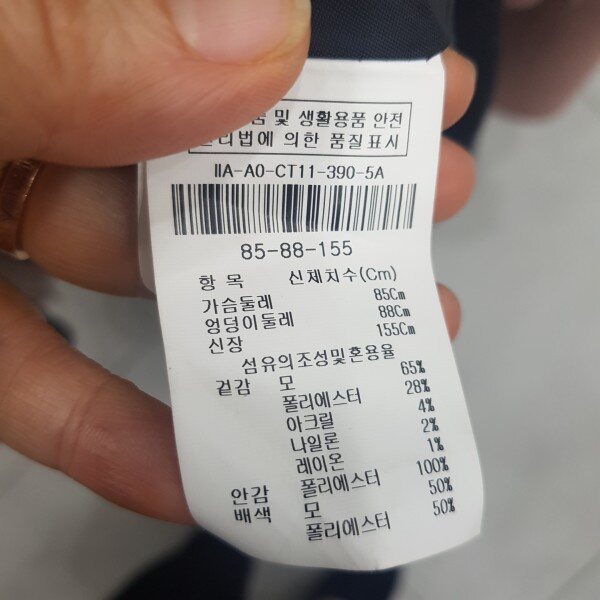 및 생활용품 안전
관리법에 의한 품질표시
IIA-A0-CT11-390-5A
85-88-155
항 목 신체치수(Cm)
가슴둘레 85Cm
엉덩이둘레 88Cm
신장 155Cm
섬유의조성및혼용율
겉감 모 65%
폴리에스터 28%
아크릴 4%
나일론 2%
레이온 1%
안감 폴리에스터 100%
배색 모 50%
폴리에스터 50%